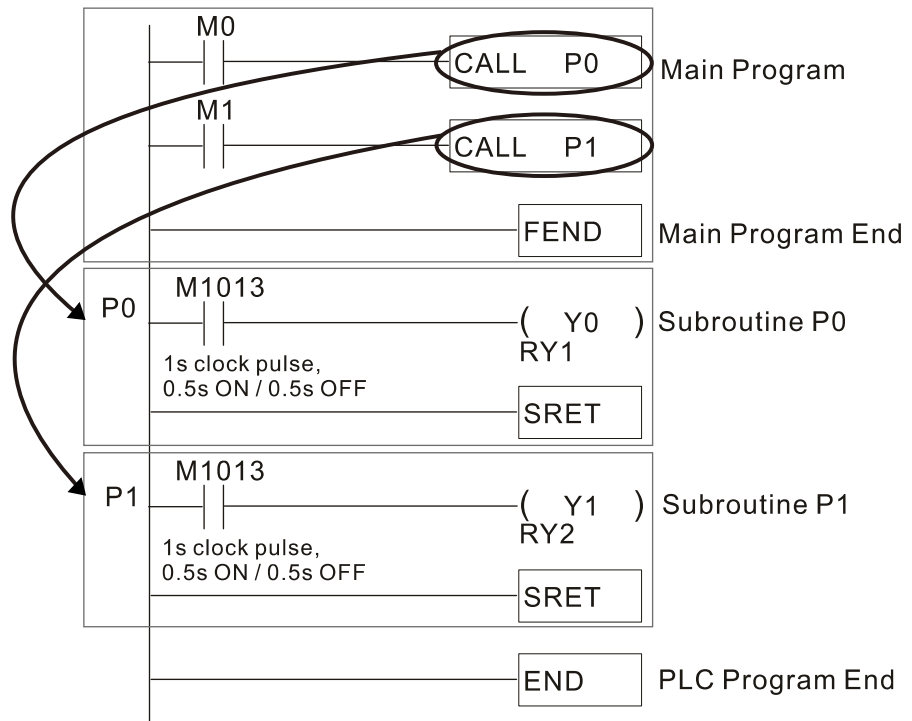 M0
CALL P0
Main Program
M1
CALL P1
FEND
Main Program End
P0
M1013
( Y0 )
Subroutine P0
RY1
1s clock pulse,
0.5s ON / 0.5s OFF
SRET
P1
M1013
( Y1 )
Subroutine P1
RY2
1s clock pulse,
0.5s ON / 0.5s OFF
SRET
END
PLC Program End